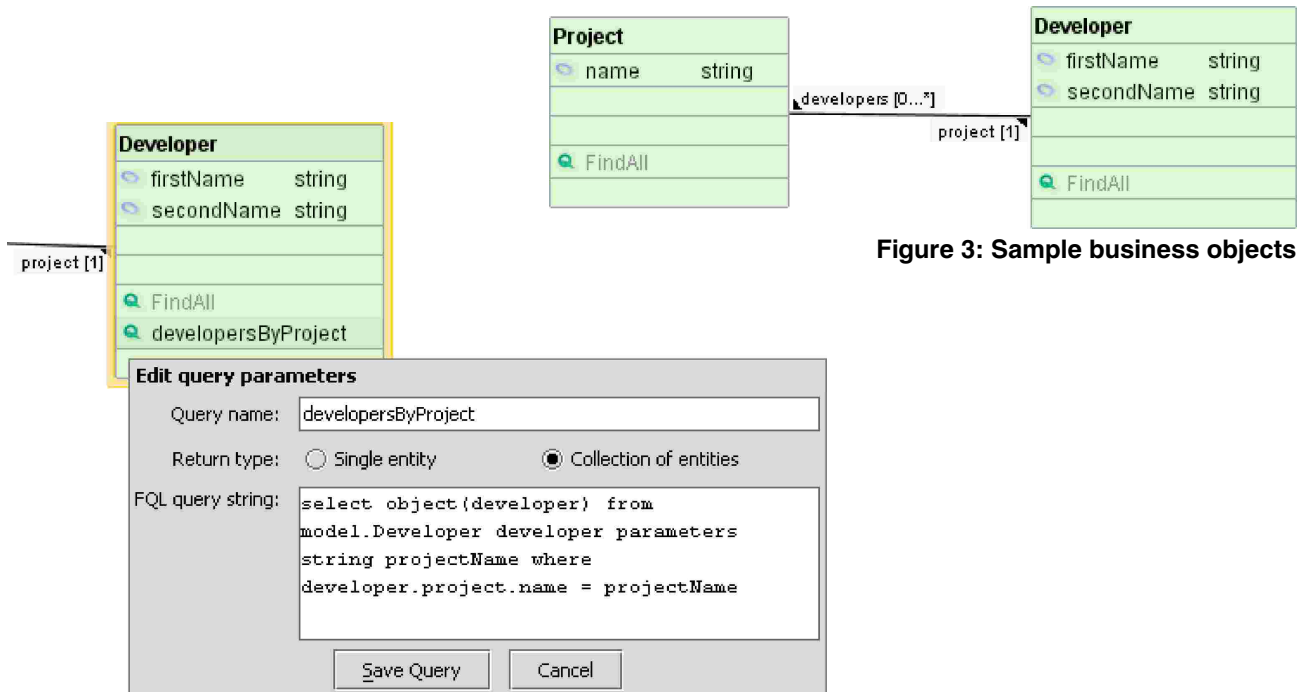 Project
name string
FindAll
developers [0...*]
project [1]
Developer
firstName string
secondName string
FindAll
Figure 3: Sample business objects
project [1]
Developer
firstName string
secondName string
FindAll
developersByProject
Edit query parameters
Query name: developersByProject
Return type: Single entity Collection of entities
FQL query string:
select object(developer) from
model.Developer developer parameters
string projectName where
developer.project.name = projectName
Save Query Cancel